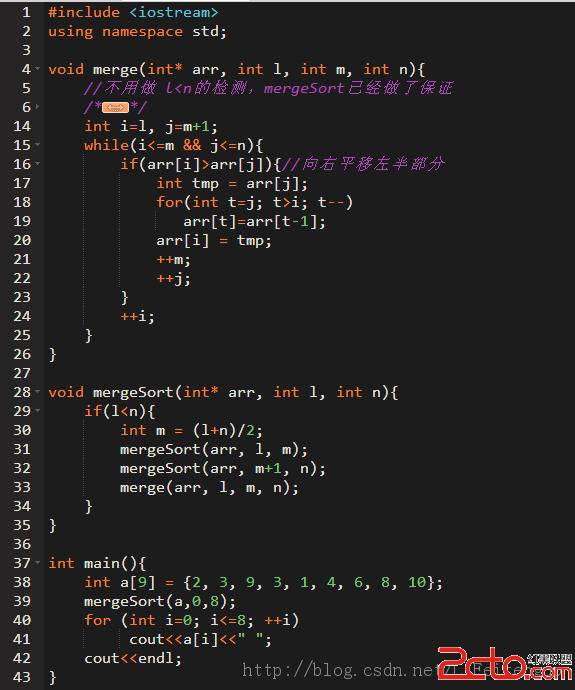 1 #include <iostream>
2 using namespace std;
3
4 void merge(int* arr, int l, int m, int n){
5 //不用做 l<n的检测，mergeSort已经做了保证
6 /**/
14 int i=l, j=m+1;
15 while(i<=m && j<=n){
16 if(arr[i]>arr[j]){//向右平移左半部分
17 int tmp = arr[j];
18 for(int t=j; t>i; t--)
19 arr[t]=arr[t-1];
20 arr[i] = tmp;
21 ++m;
22 ++j;
23 }
24 ++i;
25 }
26 }
27
28 void mergeSort(int* arr, int l, int n){
29 if(l<n){
30 int m = (l+n)/2;
31 mergeSort(arr, l, m);
32 mergeSort(arr, m+1, n);
33 merge(arr, l, m, n);
34 }
35 }
36
37 int main(){
38 int a[9] = {2, 3, 9, 3, 1, 4, 6, 8, 10};
39 mergeSort(a,0,8);
40 for (int i=0; i<=8; ++i)
41 cout<<a[i]<<" ";
42 cout<<endl;
43 }
http://blog.csdn.net/
2cto.com